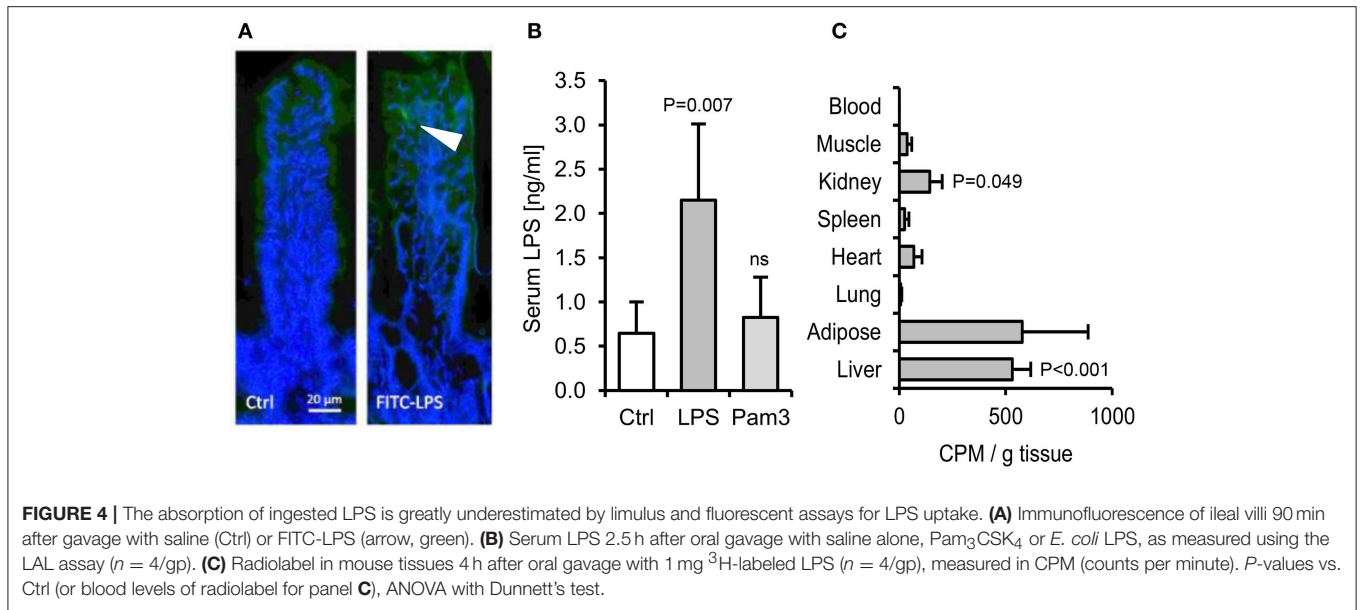 A
B
C
Ctrl
20 µm
FITC-LPS
3.5
3.0
2.5
2.0
1.5
1.0
0.5
0.0
Serum LPS [ng/ml]
P=0.007
ns
Ctrl LPS Pam3
Blood
Muscle
Kidney
P=0.049
Spleen
Heart
Lung
Adipose
Liver
P<0.001
0 500 1000
CPM / g tissue
FIGURE 4 | The absorption of ingested LPS is greatly underestimated by limulus and fluorescent assays for LPS uptake. (A) Immunofluorescence of ileal villi 90 min
after gavage with saline (Ctrl) or FITC-LPS (arrow, green). (B) Serum LPS 2.5 h after oral gavage with saline alone, Pam₃CSK₄ or E. coli LPS, as measured using the
LAL assay (n = 4/gp). (C) Radiolabel in mouse tissues 4 h after oral gavage with 1 mg ³H-labeled LPS (n = 4/gp), measured in CPM (counts per minute). P-values vs.
Ctrl (or blood levels of radiolabel for panel C), ANOVA with Dunnett's test.